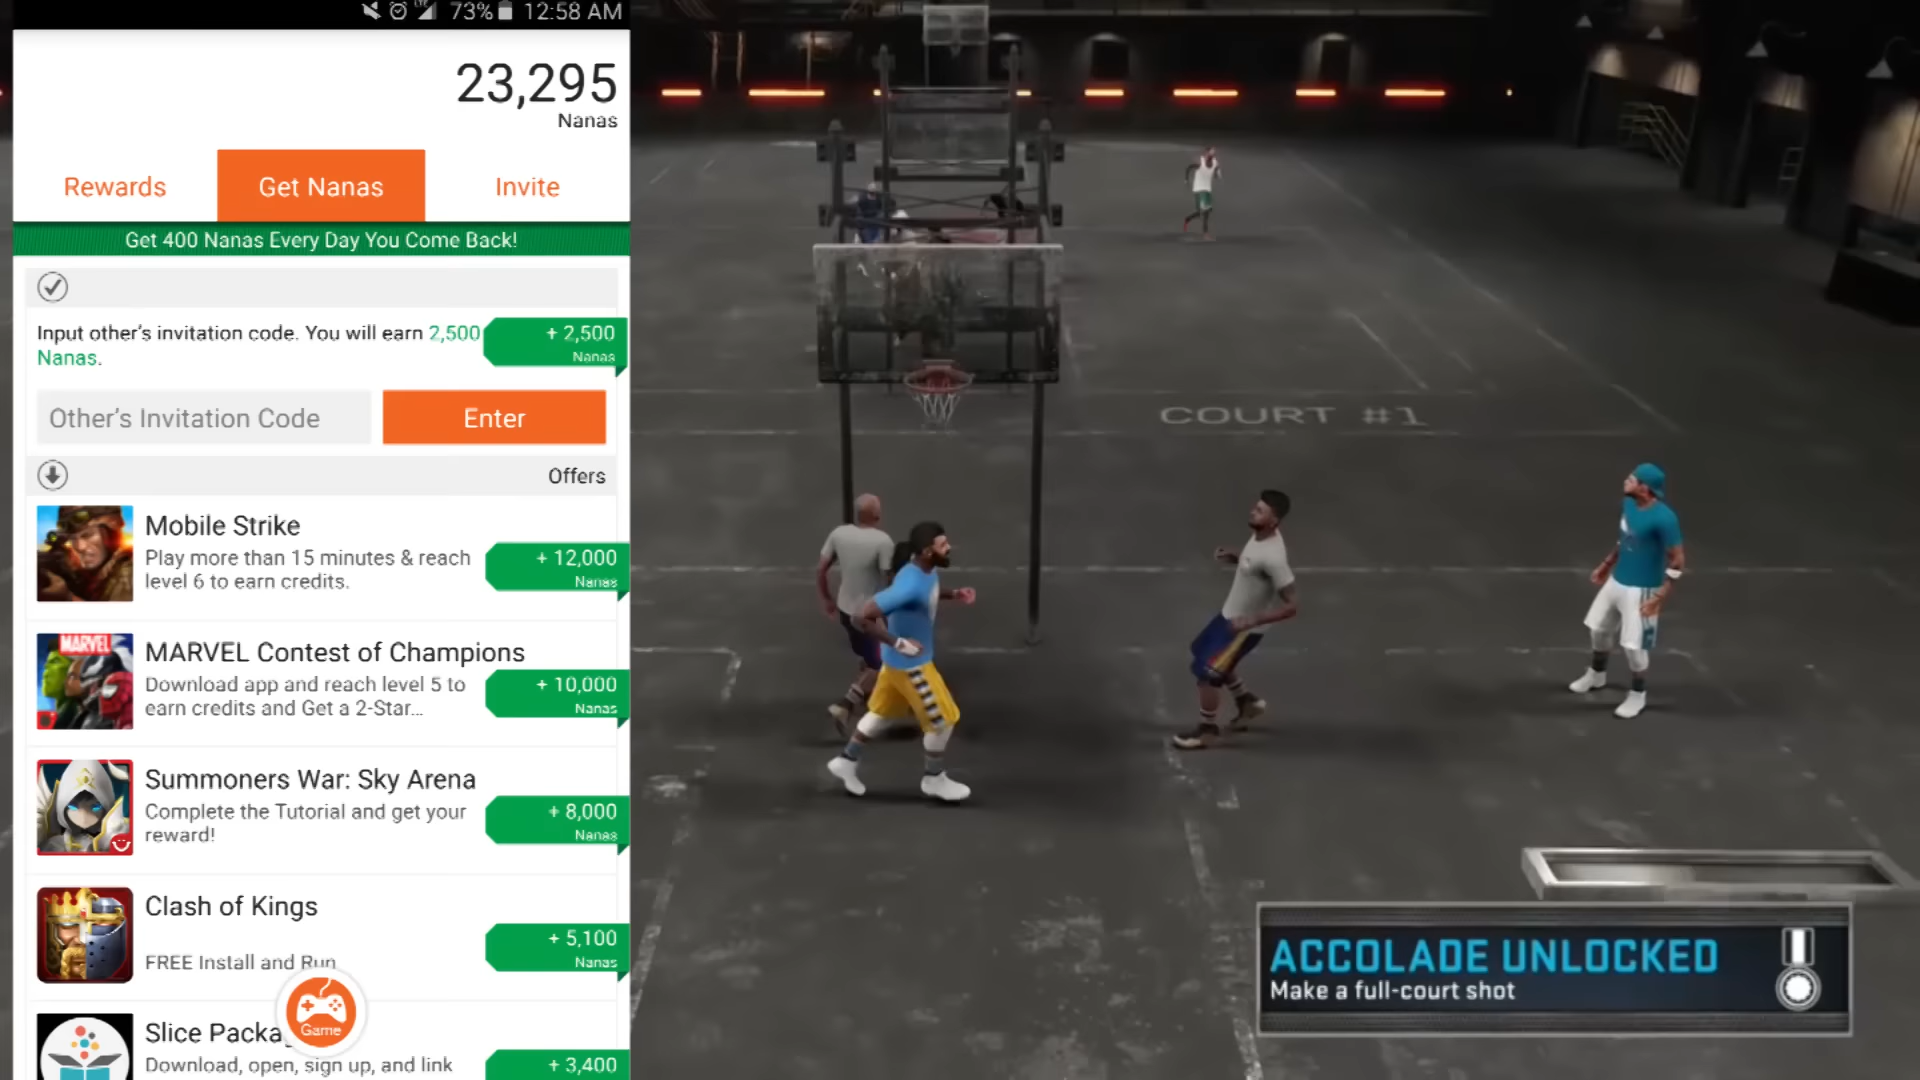 LTE 73% 12:58 AM
23,295
Nanas
Rewards
Get Nanas
Invite
Get 400 Nanas Every Day You Come Back!
Input other's invitation code. You will earn 2,500
Nanas.
+ 2,500
Nanas
Other's Invitation Code
Enter
Offers
Mobile Strike
Play more than 15 minutes & reach
level 6 to earn credits.
+ 12,000
Nanas
MARVEL
MARVEL Contest of Champions
Download app and reach level 5 to
earn credits and Get a 2-Star...
+ 10,000
Nanas
Summoners War: Sky Arena
Complete the Tutorial and get your
reward!
+ 8,000
Nanas
Clash of Kings
FREE Install and Run
+ 5,100
Nanas
Game
Slice
Download, open, sign up, and link
+ 3,400
COURT #1
ACCOLADE UNLOCKED
Make a full-court shot